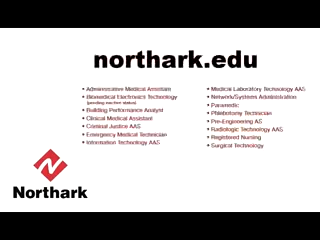 northark.edu
• Administrative Medical Assistant
• Biomedical Electronics Technology
(pending teacher status)
• Building Performance Analyst
• Clinical Medical Assistant
• Criminal Justice AAS
• Emergency Medical Technician
• Information Technology AAS
• Medical Laboratory Technology AAS
• Network/Systems Administration
• Paramedic
• Phlebotomy Technician
• Pre-Engineering AS
• Radiologic Technology AAS
• Registered Nursing
• Surgical Technology
Northark